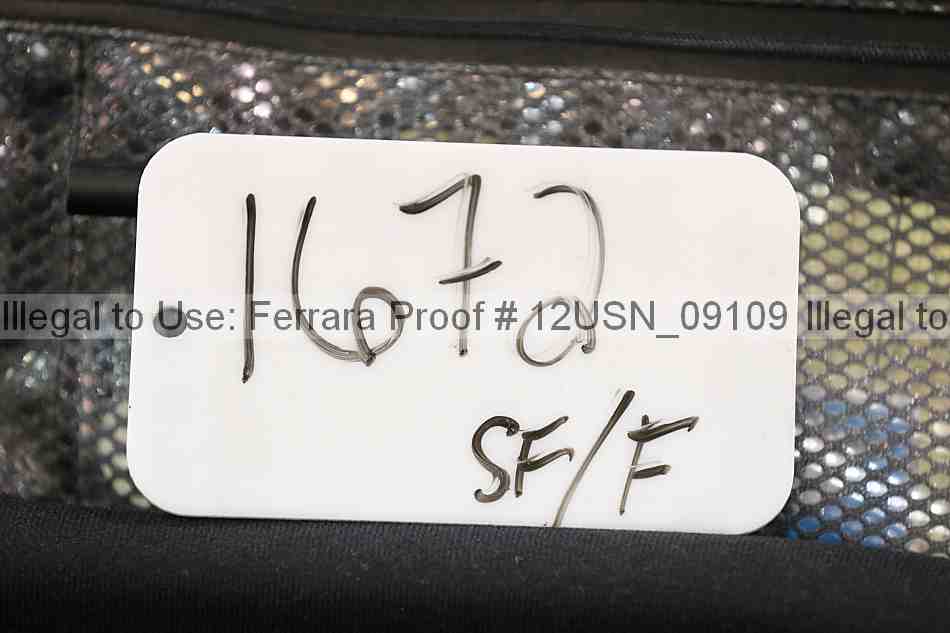 1672
Illegal to Use: Ferrara Proof # 12USN_09109 Illegal to
SF/F